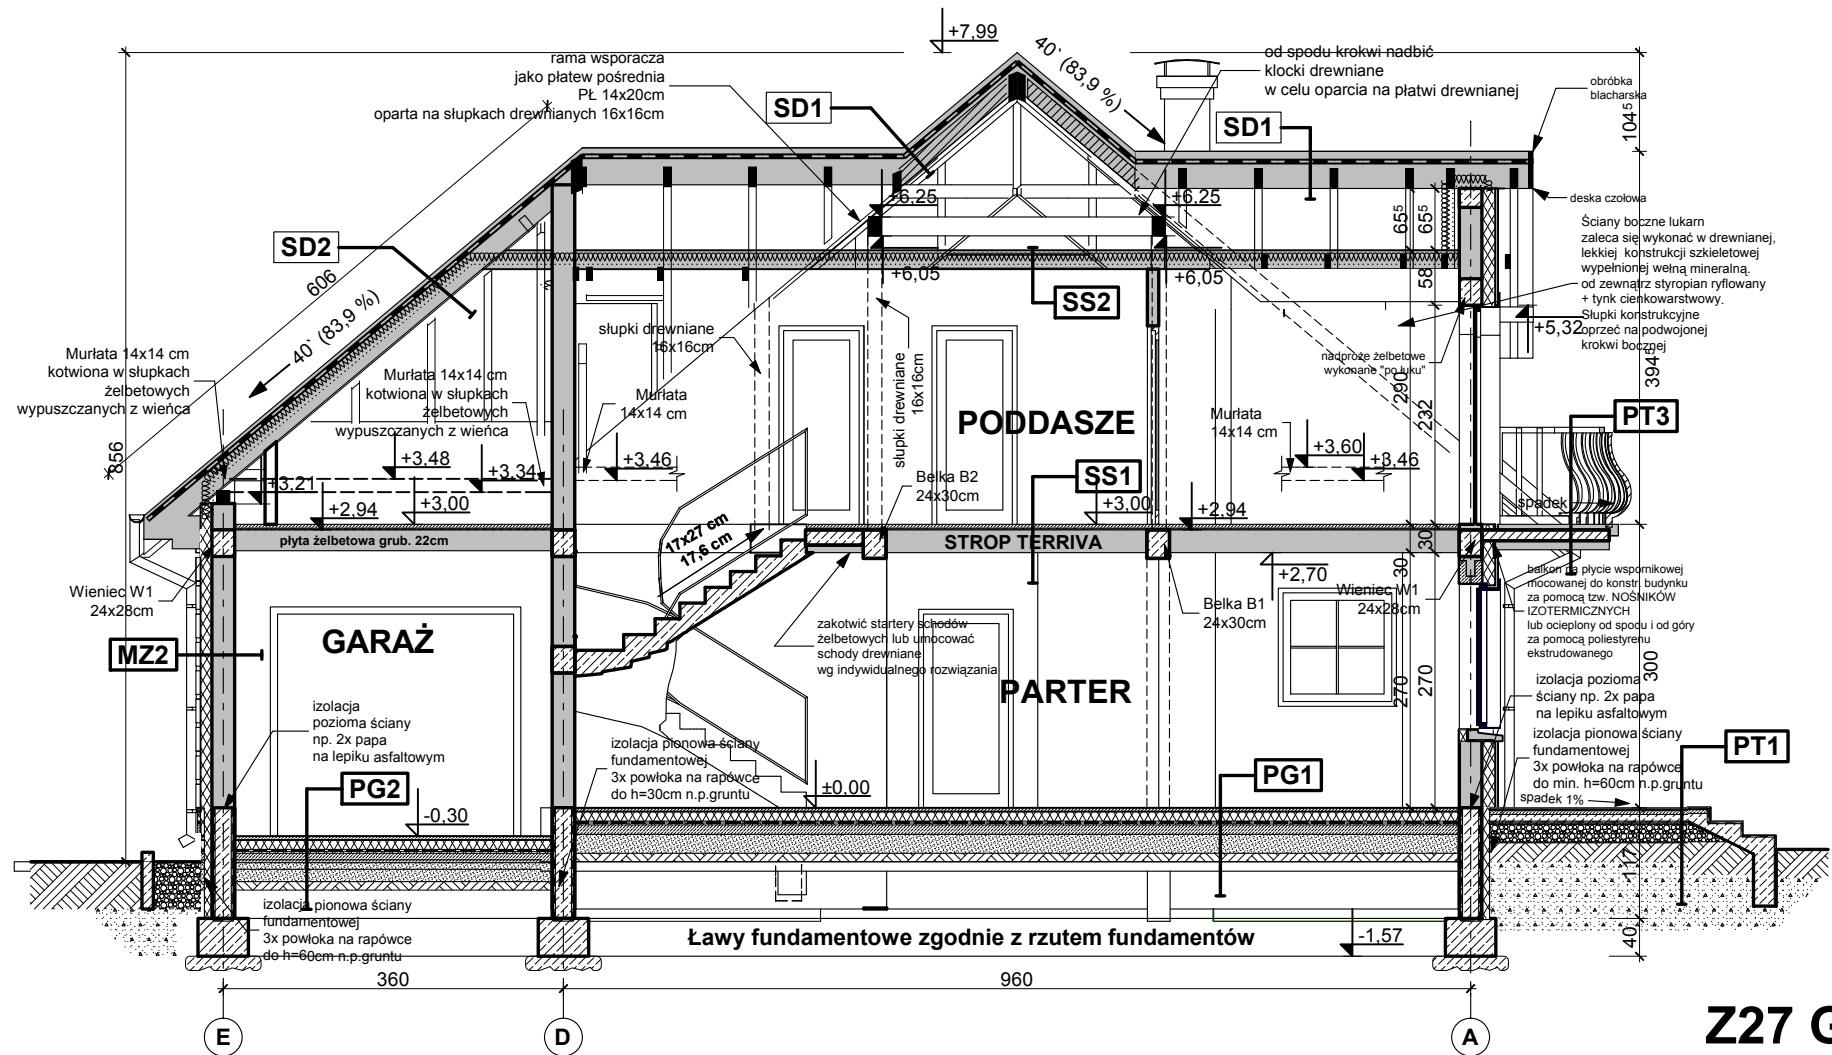 +7,99
rama wsporacza
jako płatew pośrednia
PŁ 14x20cm
oparta na słupkach drewnianych 16x16cm
40` (83,9 %)
od spodu krokwi nadbić
klocki drewniane
w celu oparcia na płatwi drewnianej
obróbka
blacharska
SD1
SD1
104⁵
deska czołowa
+6,25
+6,25
65⁵
65⁵
SD2
Ściany boczne lukarn
zaleca się wykonać w drewnianej,
lekkiej konstrukcji szkieletowej
wypełnionej wełną mineralną.
od zewnątrz styropian ryflowany
+ tynk cienkowarstwowy.
Słupki konstrukcyjne
oprzeć na podwojonej
krokwi bocznej
606
+6,05
+6,05
58
SS2
+5,32
40` (83,9 %)
słupki drewniane
16x16cm
słupki drewniane
16x16cm
nadproże żelbetowe
wykonane "po łuku"
394⁵
Murłata 14x14 cm
kotwiona w słupkach
żelbetowych
wypuszczanych z wieńca
Murłata 14x14 cm
kotwiona w słupkach
żelbetowych
wypuszczanych z wieńca
Murłata
14x14 cm
PODDASZE
Murłata
14x14 cm
290
232
PT3
856
+3,48
+3,34
+3,46
+3,60
+3,46
SS1
+3,21
Belka B2
24x30cm
+2,94
+3,00
+3,00
+2,94
spadek
płyta żelbetowa grub. 22cm
17x27 cm
17,6 cm
STROP TERRIVA
30
30
+2,70
Wieniec W1
24x28cm
Belka B1
24x30cm
Wieniec W1
24x28cm
balkon na płycie wspornikowej
mocowanej do konstr. budynku
za pomocą tzw. NOŚNIKÓW
IZOTERMICZNYCH
lub ocieplony od spodu i od góry
za pomocą poliestyrenu
ekstrudowanego
zakotwić startery schodów
żelbetowych lub umocować
schody drewniane
wg indywidualnego rozwiązania
GARAŻ
MZ2
PARTER
270
270
300
izolacja pozioma
ściany np. 2x papa
na lepiku asfaltowym
izolacja
pozioma ściany
np. 2x papa
na lepiku asfaltowym
izolacja pionowa ściany
fundamentowej
3x powłoka na rapówce
do h=30cm n.p.gruntu
izolacja pionowa ściany
fundamentowej
3x powłoka na rapówce
do min. h=60cm n.p.gruntu
PT1
PG2
PG1
±0,00
spadek 1%
-0,30
117
izolacja pionowa ściany
fundamentowej
3x powłoka na rapówce
do h=60cm n.p.gruntu
Ławy fundamentowe zgodnie z rzutem fundamentów
-1,57
40
360
960
E
D
A
Z27 G